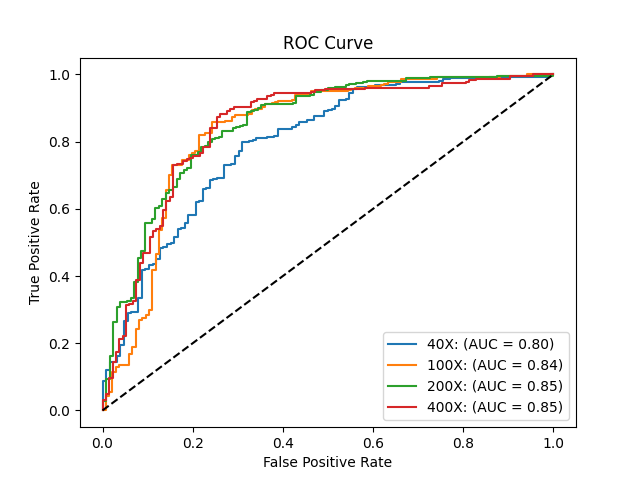 ROC Curve
True Positive Rate
1.0
0.8
0.6
0.4
0.2
0.0
0.0 0.2 0.4 0.6 0.8 1.0
False Positive Rate
40X: (AUC = 0.80)
100X: (AUC = 0.84)
200X: (AUC = 0.85)
400X: (AUC = 0.85)